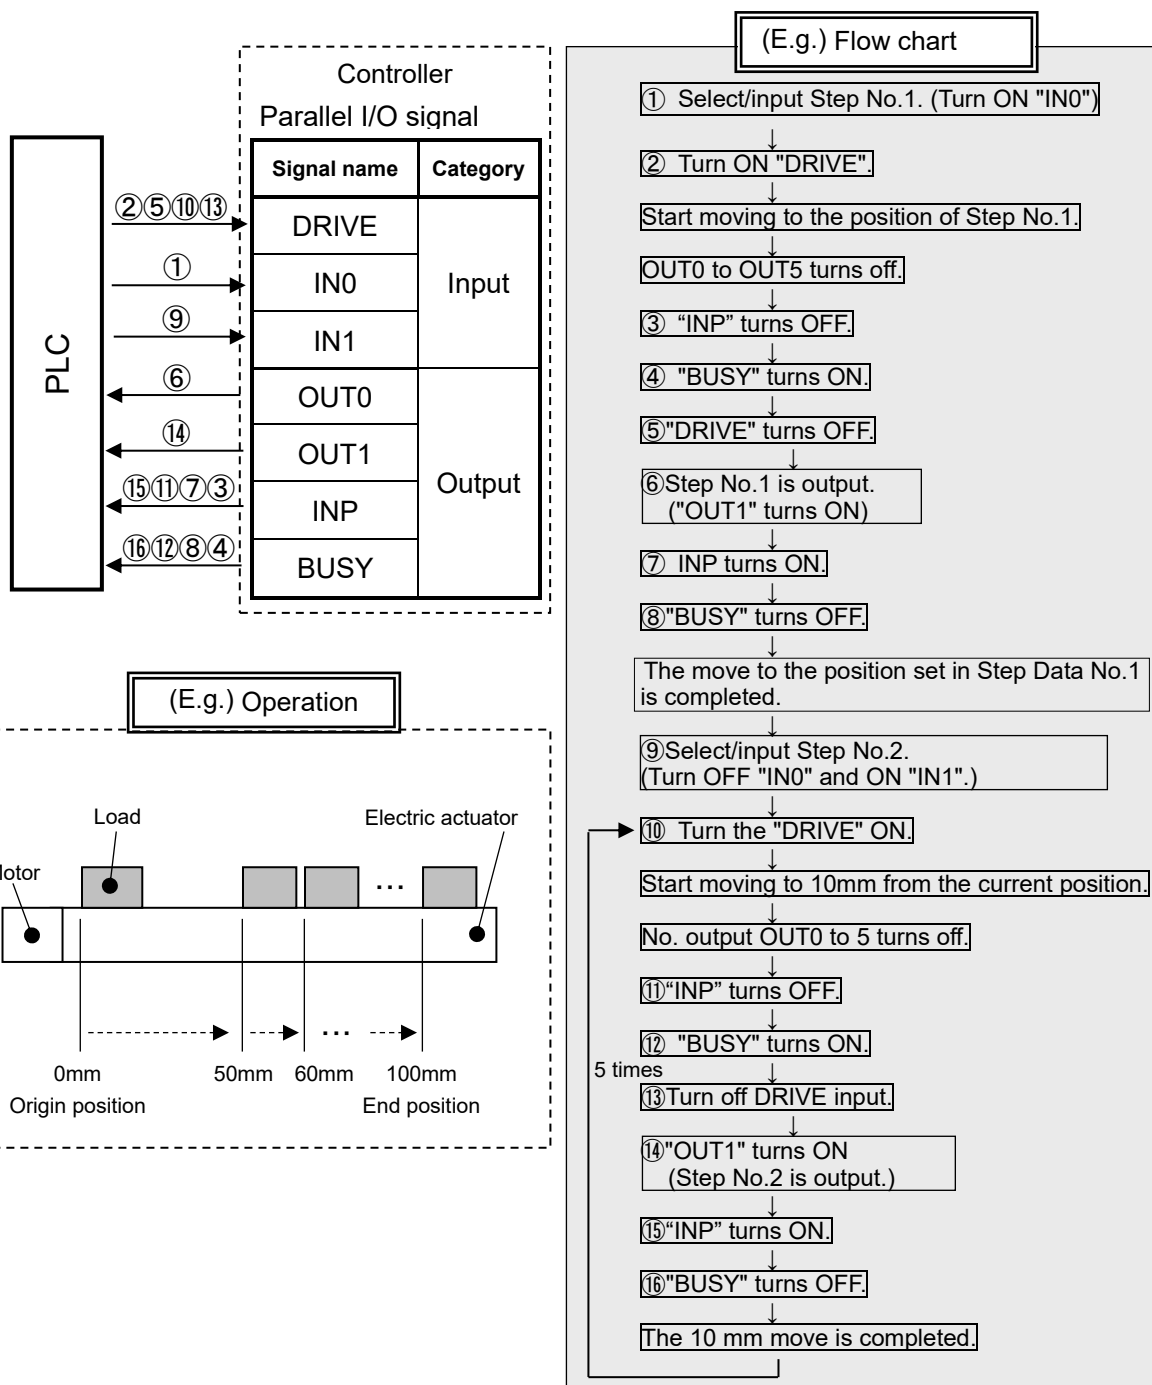 Controller
Parallel I/O signal
Signal name Category
PLC
②⑤⑩⑬
DRIVE
①
IN0
Input
⑨
IN1
⑥
OUT0
⑭
OUT1
Output
⑮⑪⑦③
INP
⑯⑫⑧④
BUSY
(E.g.) Operation
Load
Electric actuator
otor
...
...
0mm 50mm 60mm 100mm
Origin position End position
(E.g.) Flow chart
① Select/input Step No.1. (Turn ON "IN0")
↓
② Turn ON "DRIVE".
↓
Start moving to the position of Step No.1.
↓
OUT0 to OUT5 turns off.
↓
③ “INP” turns OFF.
↓
④ "BUSY" turns ON.
↓
⑤"DRIVE" turns OFF.
↓
⑥Step No.1 is output.
("OUT1" turns ON)
↓
⑦ INP turns ON.
↓
⑧"BUSY" turns OFF.
↓
The move to the position set in Step Data No.1
is completed.
↓
⑨Select/input Step No.2.
(Turn OFF "IN0" and ON "IN1".)
↓
⑩ Turn the "DRIVE" ON.
↓
Start moving to 10mm from the current position.
↓
No. output OUT0 to 5 turns off.
↓
⑪“INP” turns OFF.
↓
⑫ "BUSY" turns ON.
↓
5 times
⑬Turn off DRIVE input.
↓
⑭"OUT1" turns ON
(Step No.2 is output.)
↓
⑮“INP” turns ON.
↓
⑯"BUSY" turns OFF.
↓
The 10 mm move is completed.